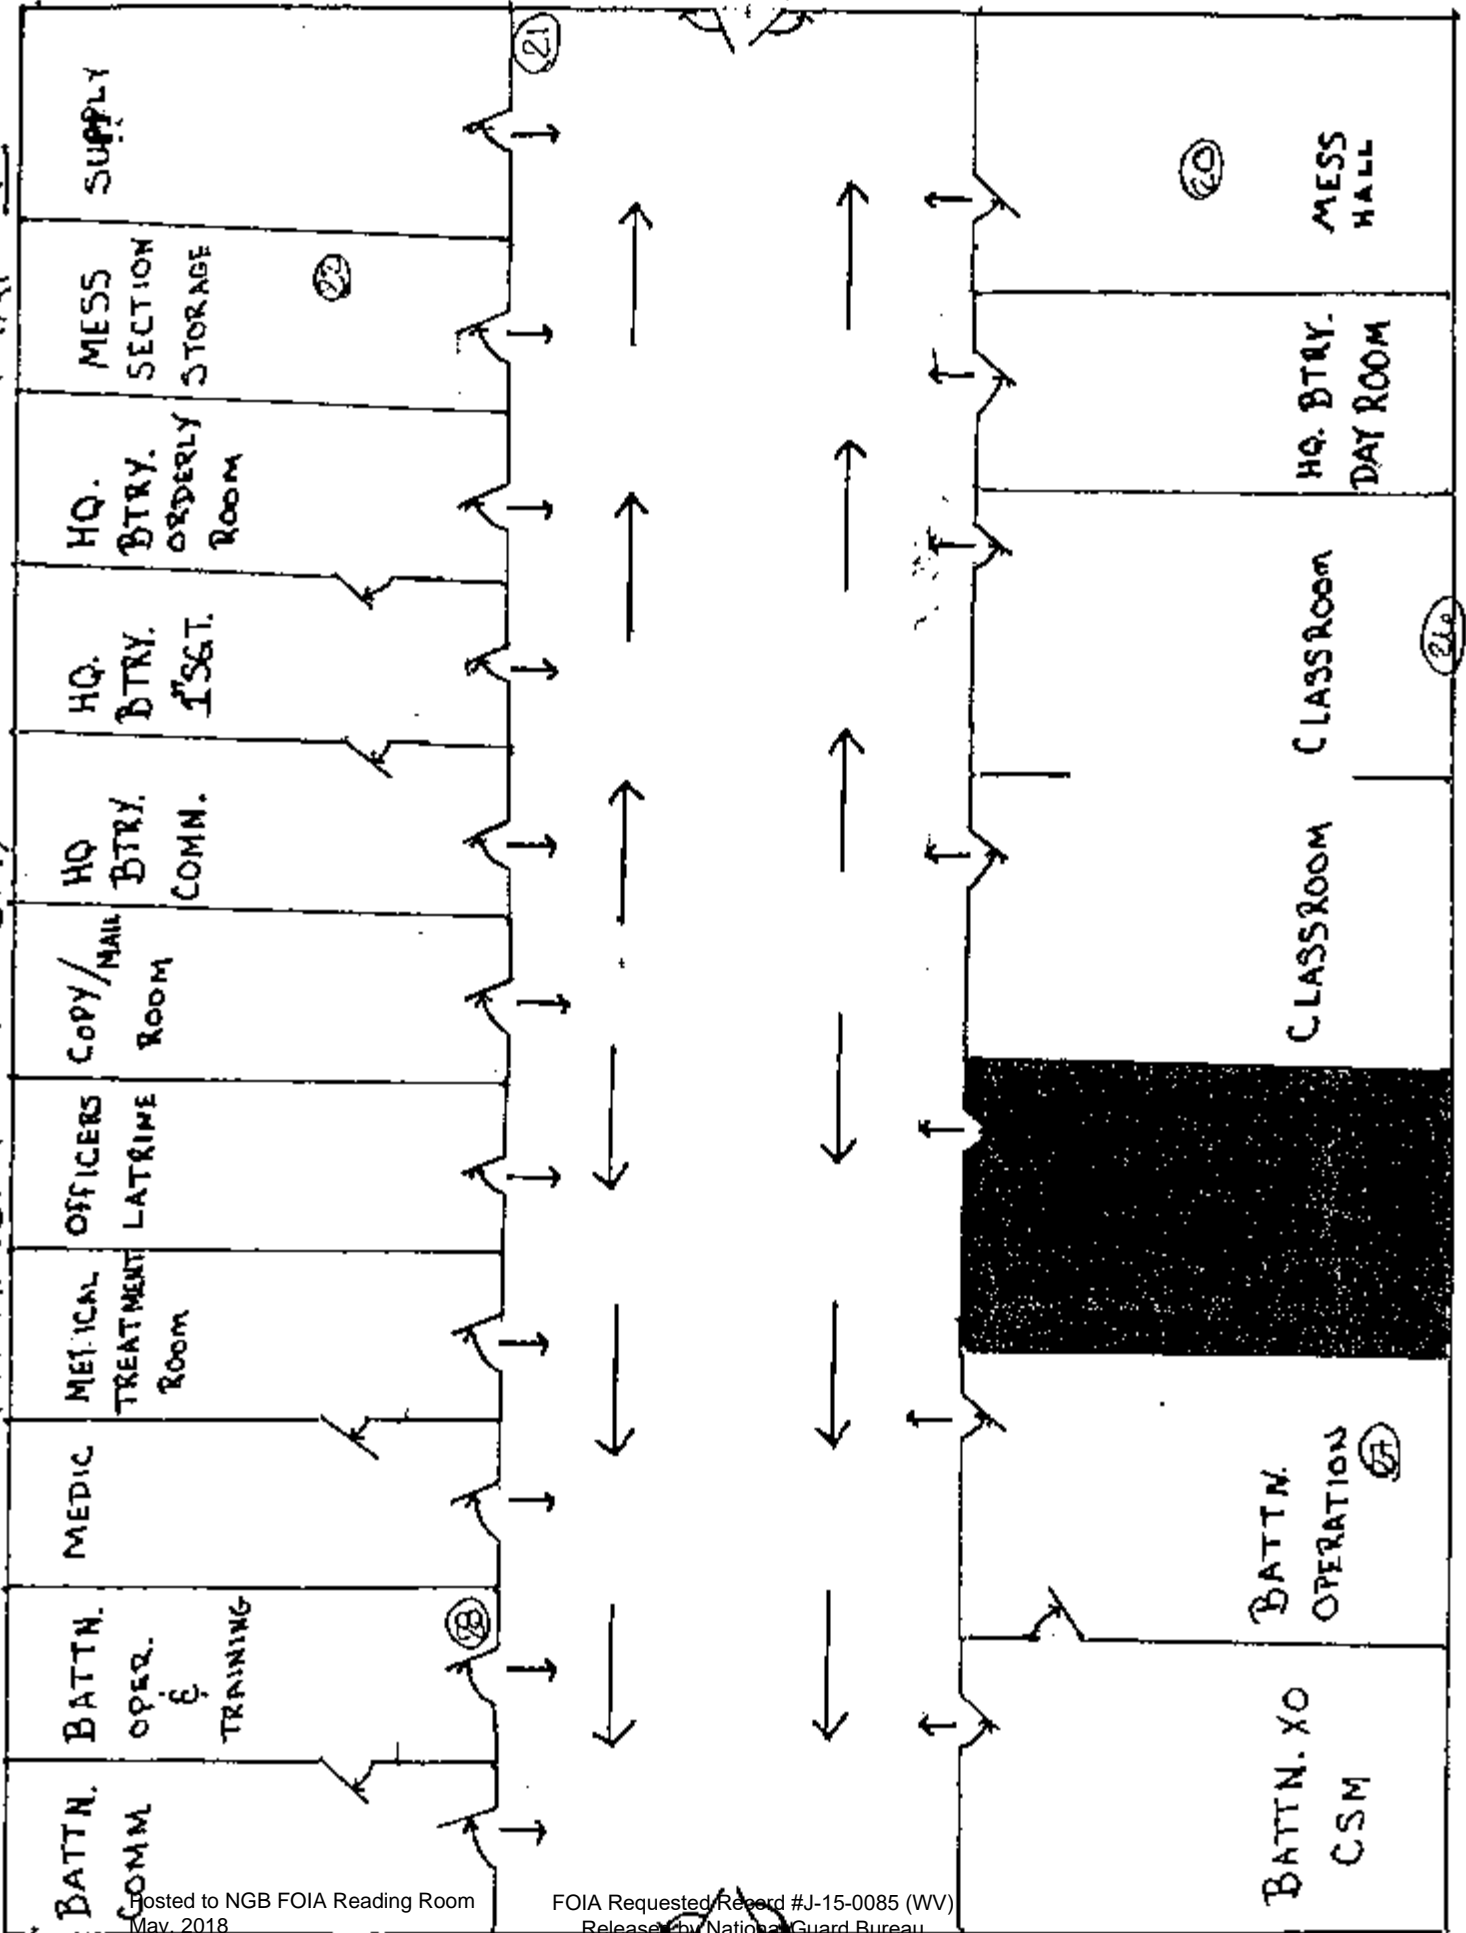 SUPPLY
21
MESS
SECTION
STORAGE
HQ.
BTRY.
ORDERLY
ROOM
HQ.
BTRY.
1ST SGT.
HQ
BTRY.
COMN.
COPY/MAIL
ROOM
OFFICERS
LATRINE
MEDICAL
TREATMENT
ROOM
MEDIC
BATTN.
OPER.
&
TRAINING
28
BATTN.
COMM
MESS
HALL
20
HQ. BTRY.
DAY ROOM
CLASSROOM
CLASSROOM
BATTN.
OPERATION
BATTN. XO
CSM
Posted to NGB FOIA Reading Room
May, 2018
FOIA Requested Record #J-15-0085 (WV)
Released by National Guard Bureau